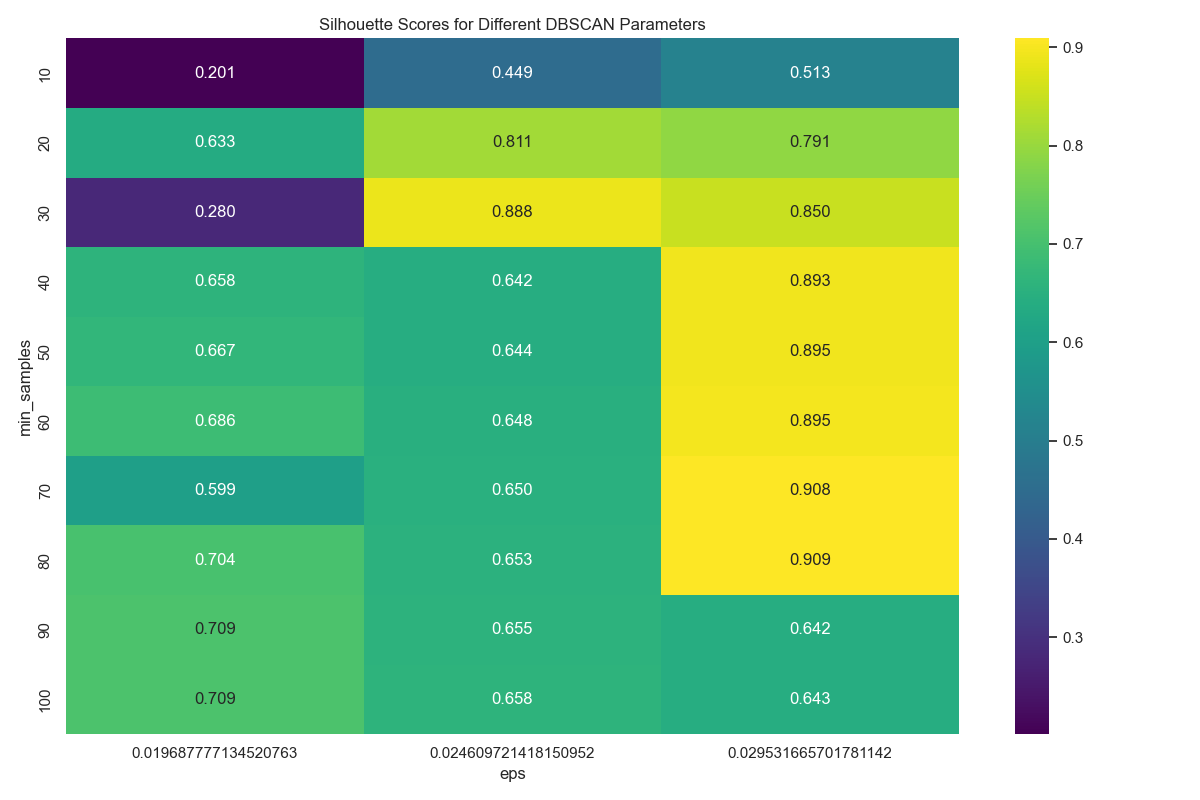 Silhouette Scores for Different DBSCAN Parameters
min_samples
10 0.201 0.449 0.513
20 0.633 0.811 0.791
30 0.280 0.888 0.850
40 0.658 0.642 0.893
50 0.667 0.644 0.895
60 0.686 0.648 0.895
70 0.599 0.650 0.908
80 0.704 0.653 0.909
90 0.709 0.655 0.642
100 0.709 0.658 0.643
0.019687777134520763 0.024609721418150952 0.029531665701781142
eps
0.9
0.8
0.7
0.6
0.5
0.4
0.3